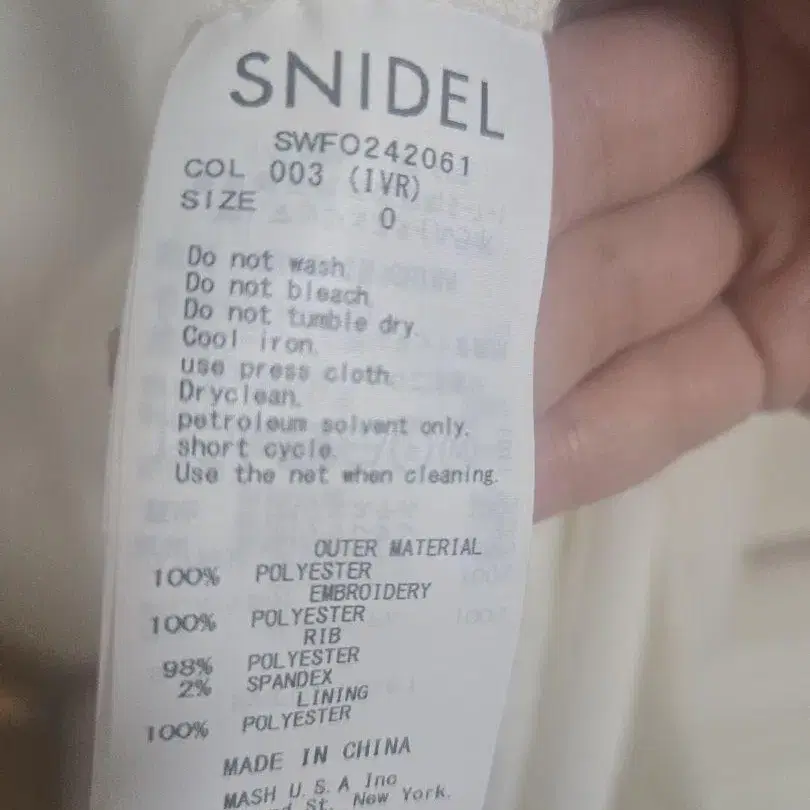 SNIDEL
SWFO242061
COL 003 (IVR)
SIZE 0
Do not wash.
Do not bleach.
Do not tumble dry.
Cool iron.
use press cloth.
Dryclean.
petroleum solvent only.
short cycle.
Use the net when cleaning.
OUTER MATERIAL
100% POLYESTER
EMBROIDERY
100% POLYESTER
RIB
98% POLYESTER
2% SPANDEX
LINING
100% POLYESTER
MADE IN CHINA
MASH U.S.A Inc
St. New York.